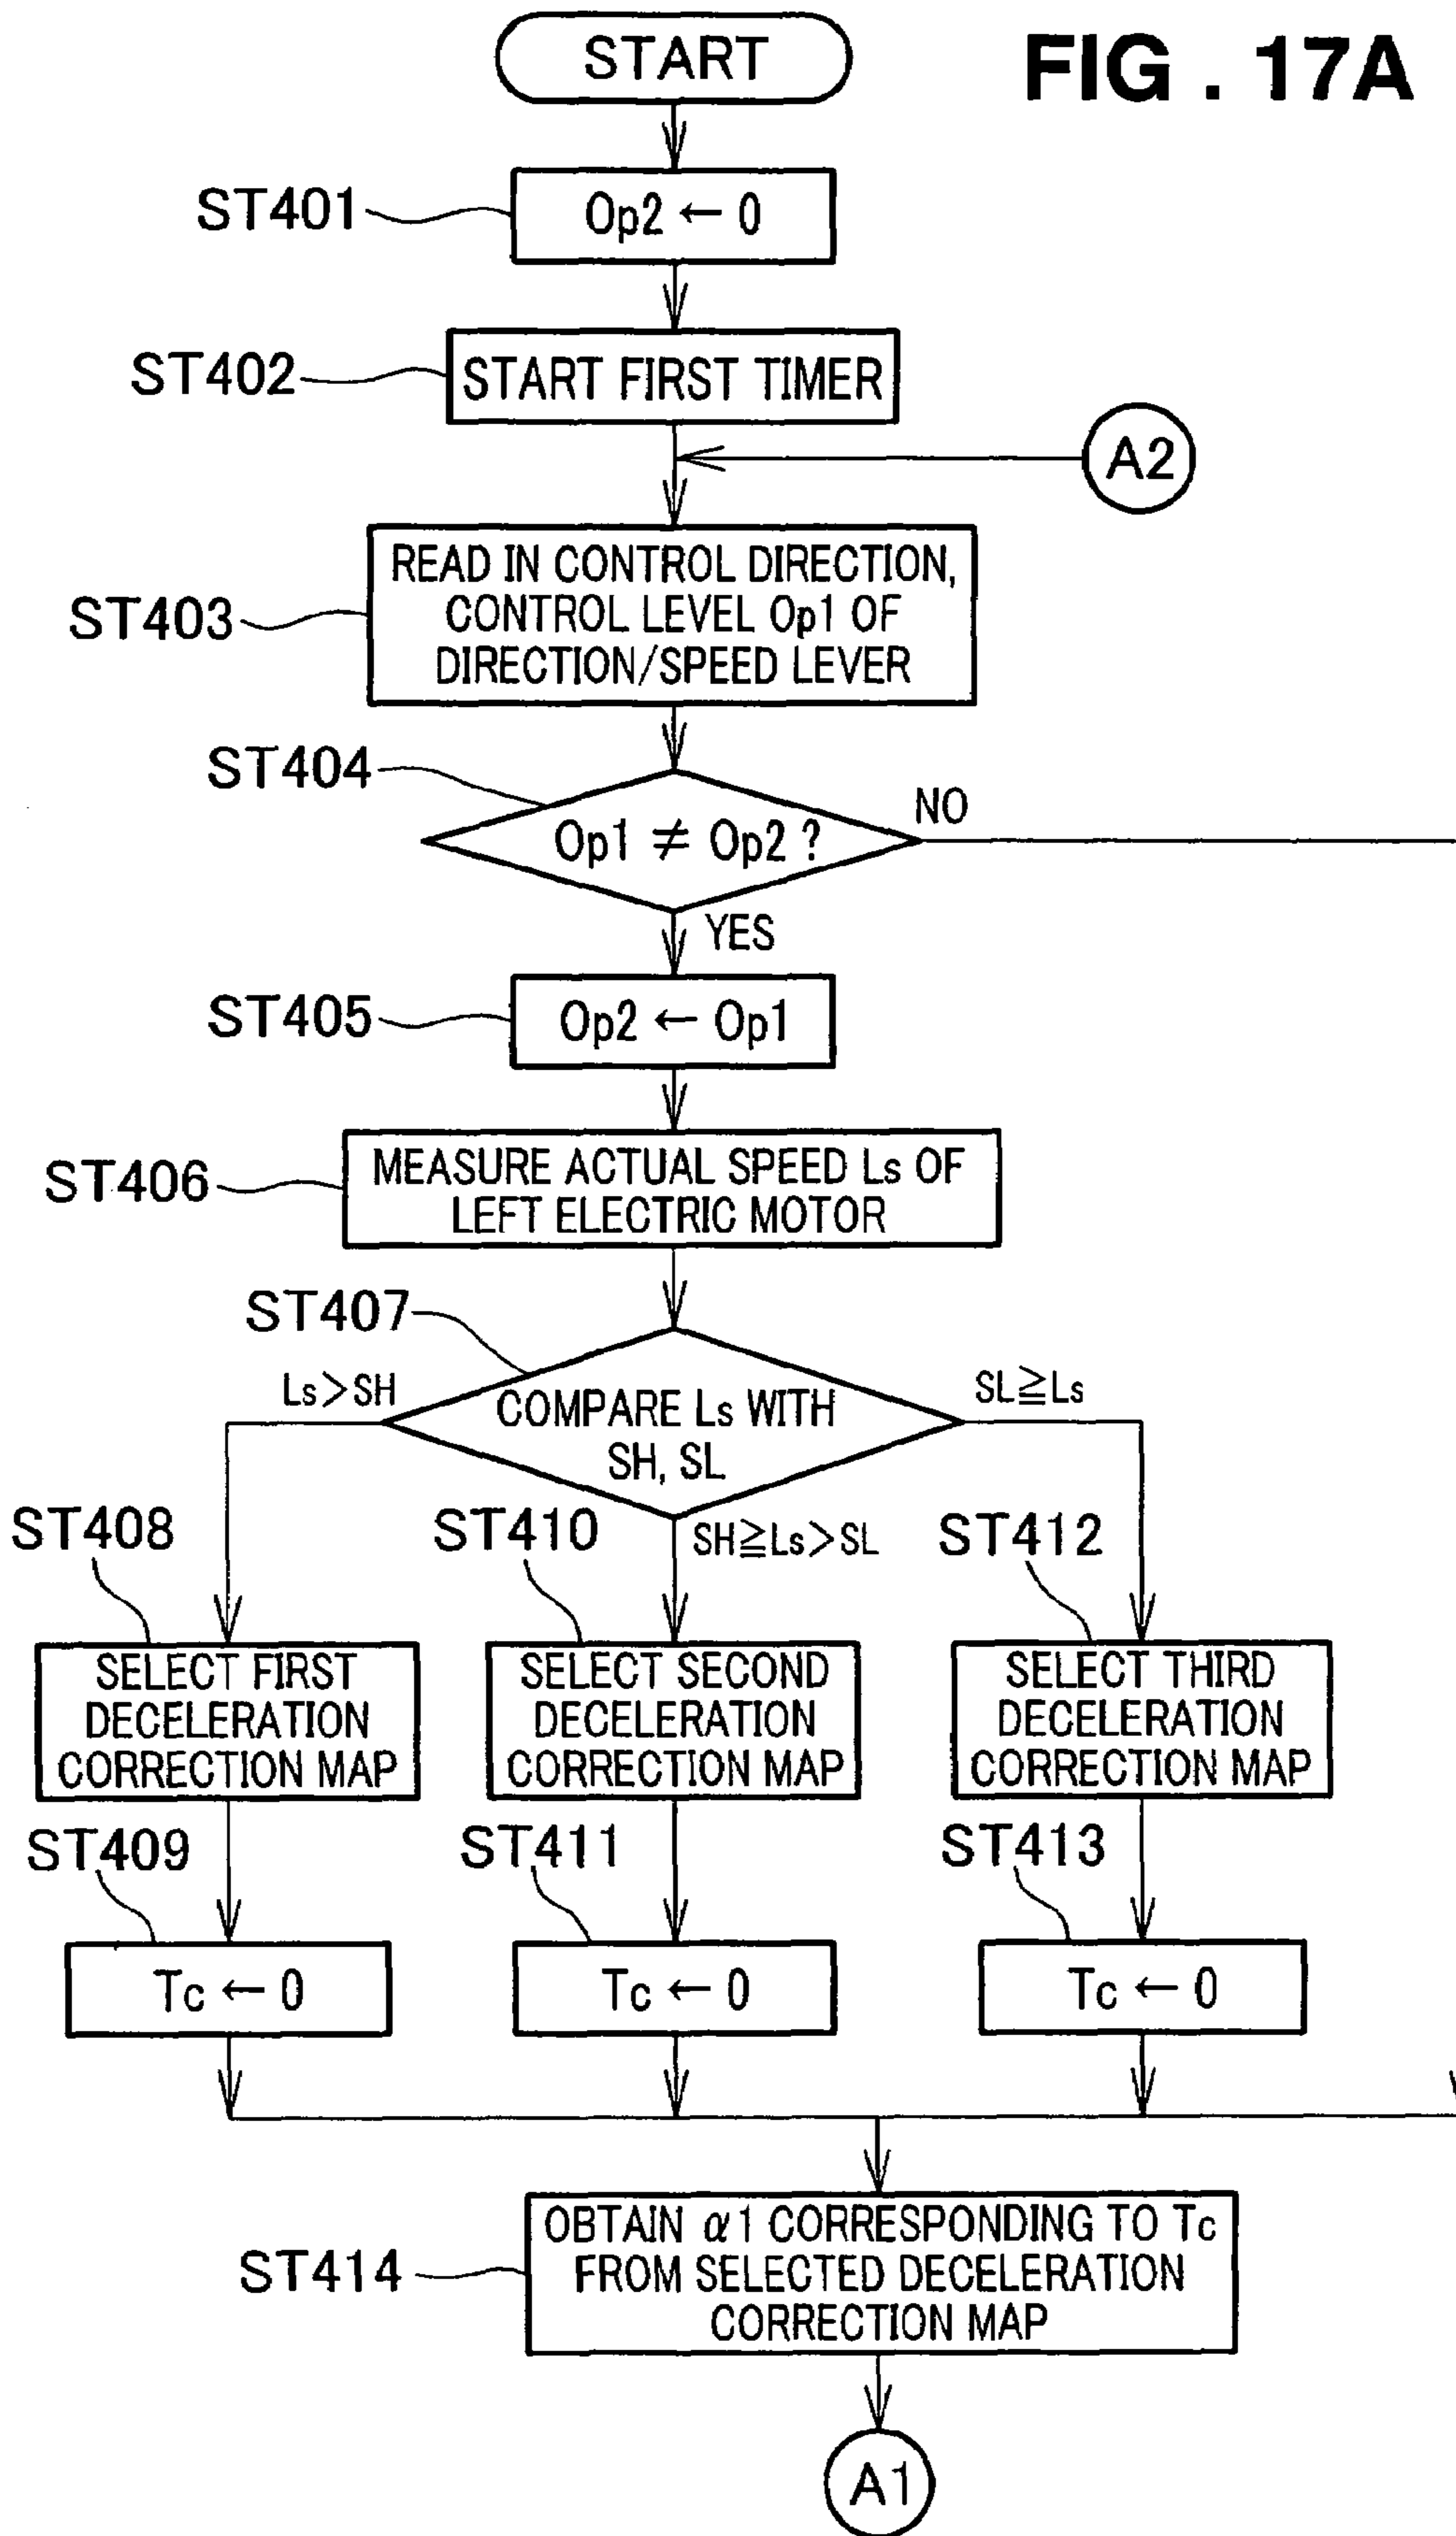 START
FIG . 17A
ST401
Op2 ← 0
ST402
START FIRST TIMER
A2
ST403
READ IN CONTROL DIRECTION,
CONTROL LEVEL Op1 OF
DIRECTION/SPEED LEVER
ST404
Op1 ≠ Op2 ?
NO
YES
ST405
Op2 ← Op1
ST406
MEASURE ACTUAL SPEED Ls OF
LEFT ELECTRIC MOTOR
ST407
Ls>SH
COMPARE Ls WITH
SH, SL
SL≧Ls
SH≧Ls>SL
ST408
SELECT FIRST
DECELERATION
CORRECTION MAP
ST410
SELECT SECOND
DECELERATION
CORRECTION MAP
ST412
SELECT THIRD
DECELERATION
CORRECTION MAP
ST409
Tc ← 0
ST411
Tc ← 0
ST413
Tc ← 0
ST414
OBTAIN α1 CORRESPONDING TO Tc
FROM SELECTED DECELERATION
CORRECTION MAP
A1